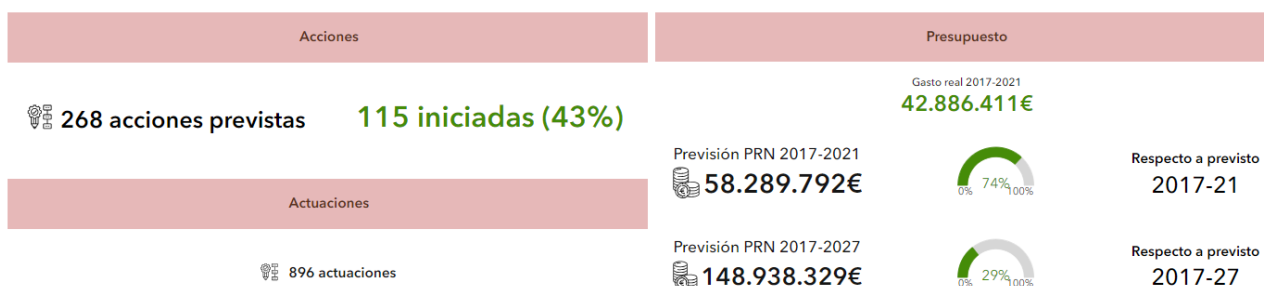 Acciones
268 acciones previstas
115 iniciadas (43%)
Actuaciones
896 actuaciones
Presupuesto
Gasto real 2017-2021
42.886.411€
Previsión PRN 2017-2021
58.289.792€
74%
0%
100%
Respecto a previsto
2017-21
Previsión PRN 2017-2027
148.938.329€
29%
0%
100%
Respecto a previsto
2017-27